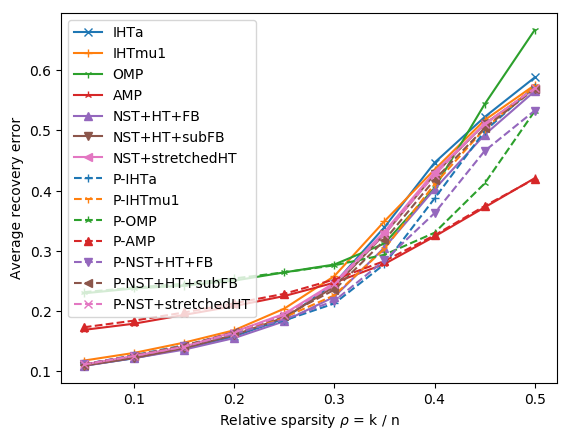 IHTa
IHTmu1
OMP
AMP
NST+HT+FB
NST+HT+subFB
NST+stretchedHT
P-IHTa
P-IHTmu1
P-OMP
P-AMP
P-NST+HT+FB
P-NST+HT+subFB
P-NST+stretchedHT
Average recovery error
0.6
0.5
0.4
0.3
0.2
0.1
0.1 0.2 0.3 0.4 0.5
Relative sparsity ρ = k / n